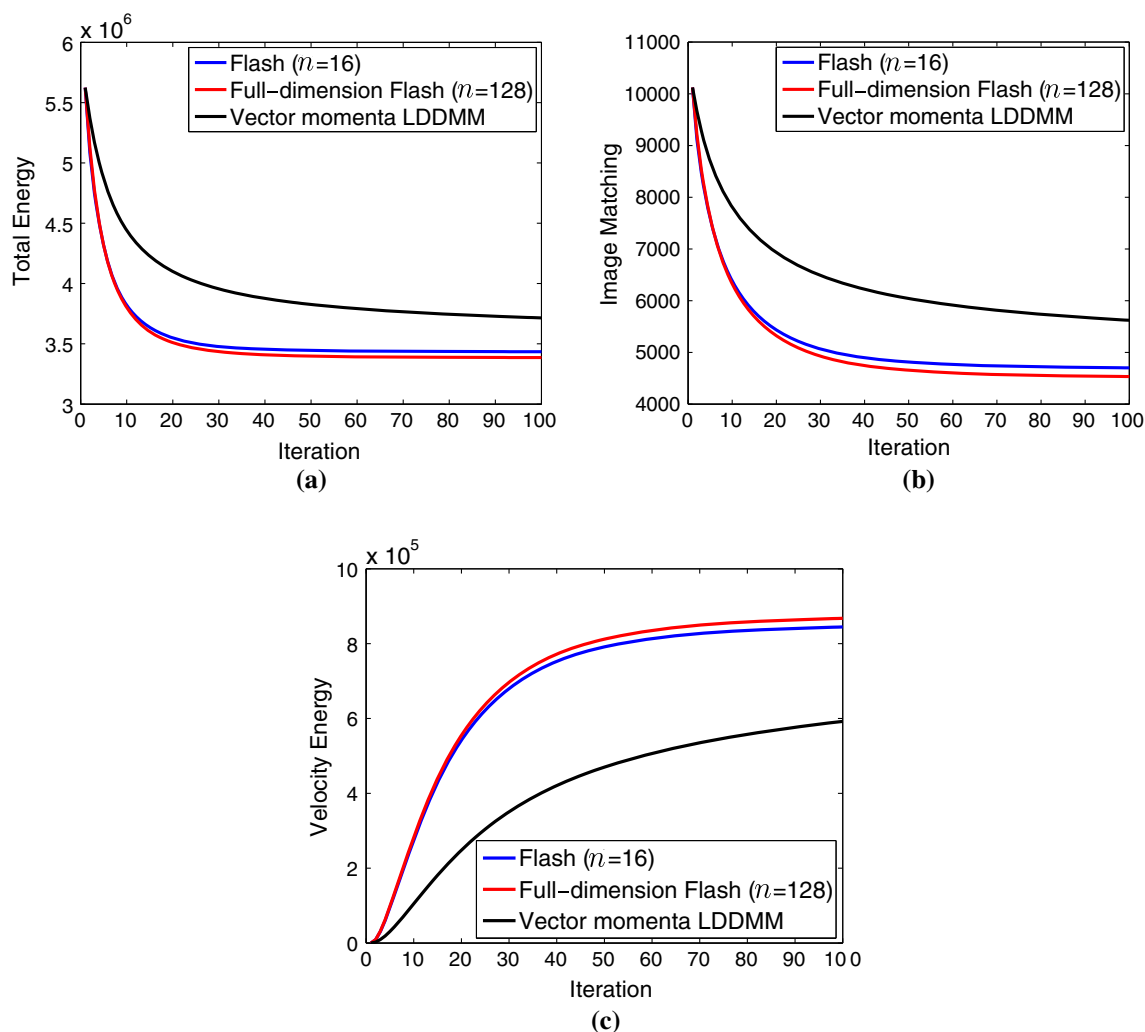 x 10^6
6
5.5
5
4.5
4
3.5
3
Total Energy
Flash (n=16)
Full-dimension Flash (n=128)
Vector momenta LDDMM
0 10 20 30 40 50 60 70 80 90 100
Iteration
(a)
11000
10000
9000
8000
7000
6000
5000
4000
Image Matching
Flash (n=16)
Full-dimension Flash (n=128)
Vector momenta LDDMM
0 10 20 30 40 50 60 70 80 90 100
Iteration
(b)
x 10^5
10
8
6
4
2
0
Velocity Energy
Flash (n=16)
Full-dimension Flash (n=128)
Vector momenta LDDMM
0 10 20 30 40 50 60 70 80 90 10 0
Iteration
(c)